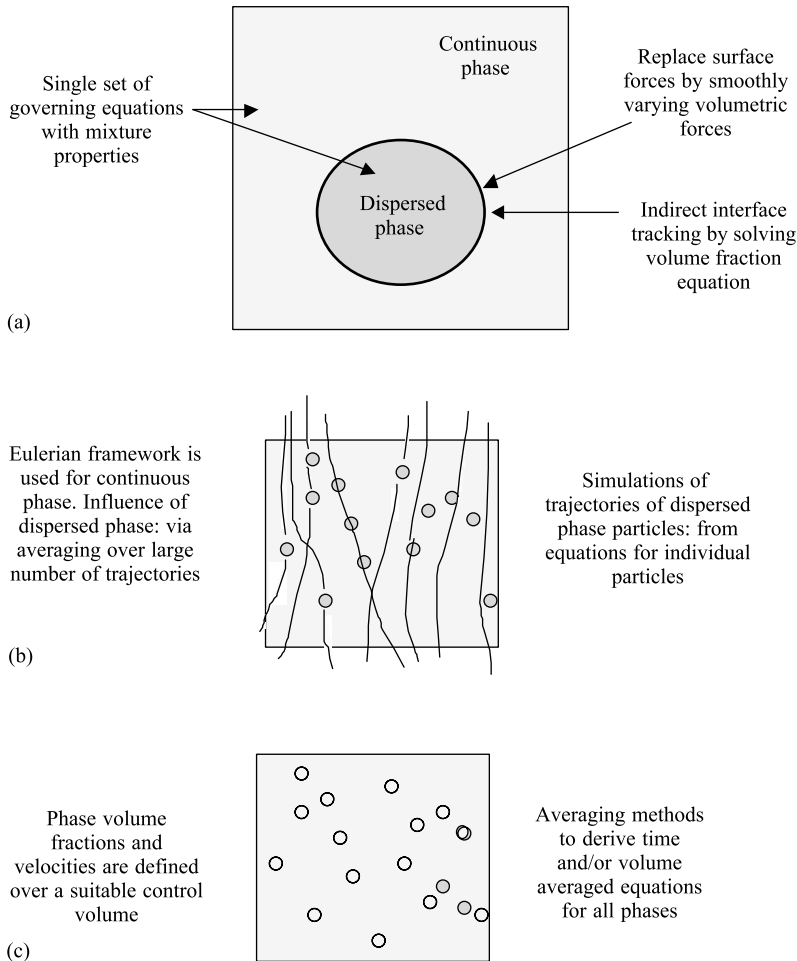 Single set of
governing equations
with mixture
properties
Continuous
phase
Dispersed
phase
Replace surface
forces by smoothly
varying volumetric
forces
Indirect interface
tracking by solving
volume fraction
equation
(a)
Eulerian framework is
used for continuous
phase. Influence of
dispersed phase: via
averaging over large
number of trajectories
Simulations of
trajectories of dispersed
phase particles: from
equations for individual
particles
(b)
Phase volume
fractions and
velocities are defined
over a suitable control
volume
Averaging methods
to derive time
and/or volume
averaged equations
for all phases
(c)